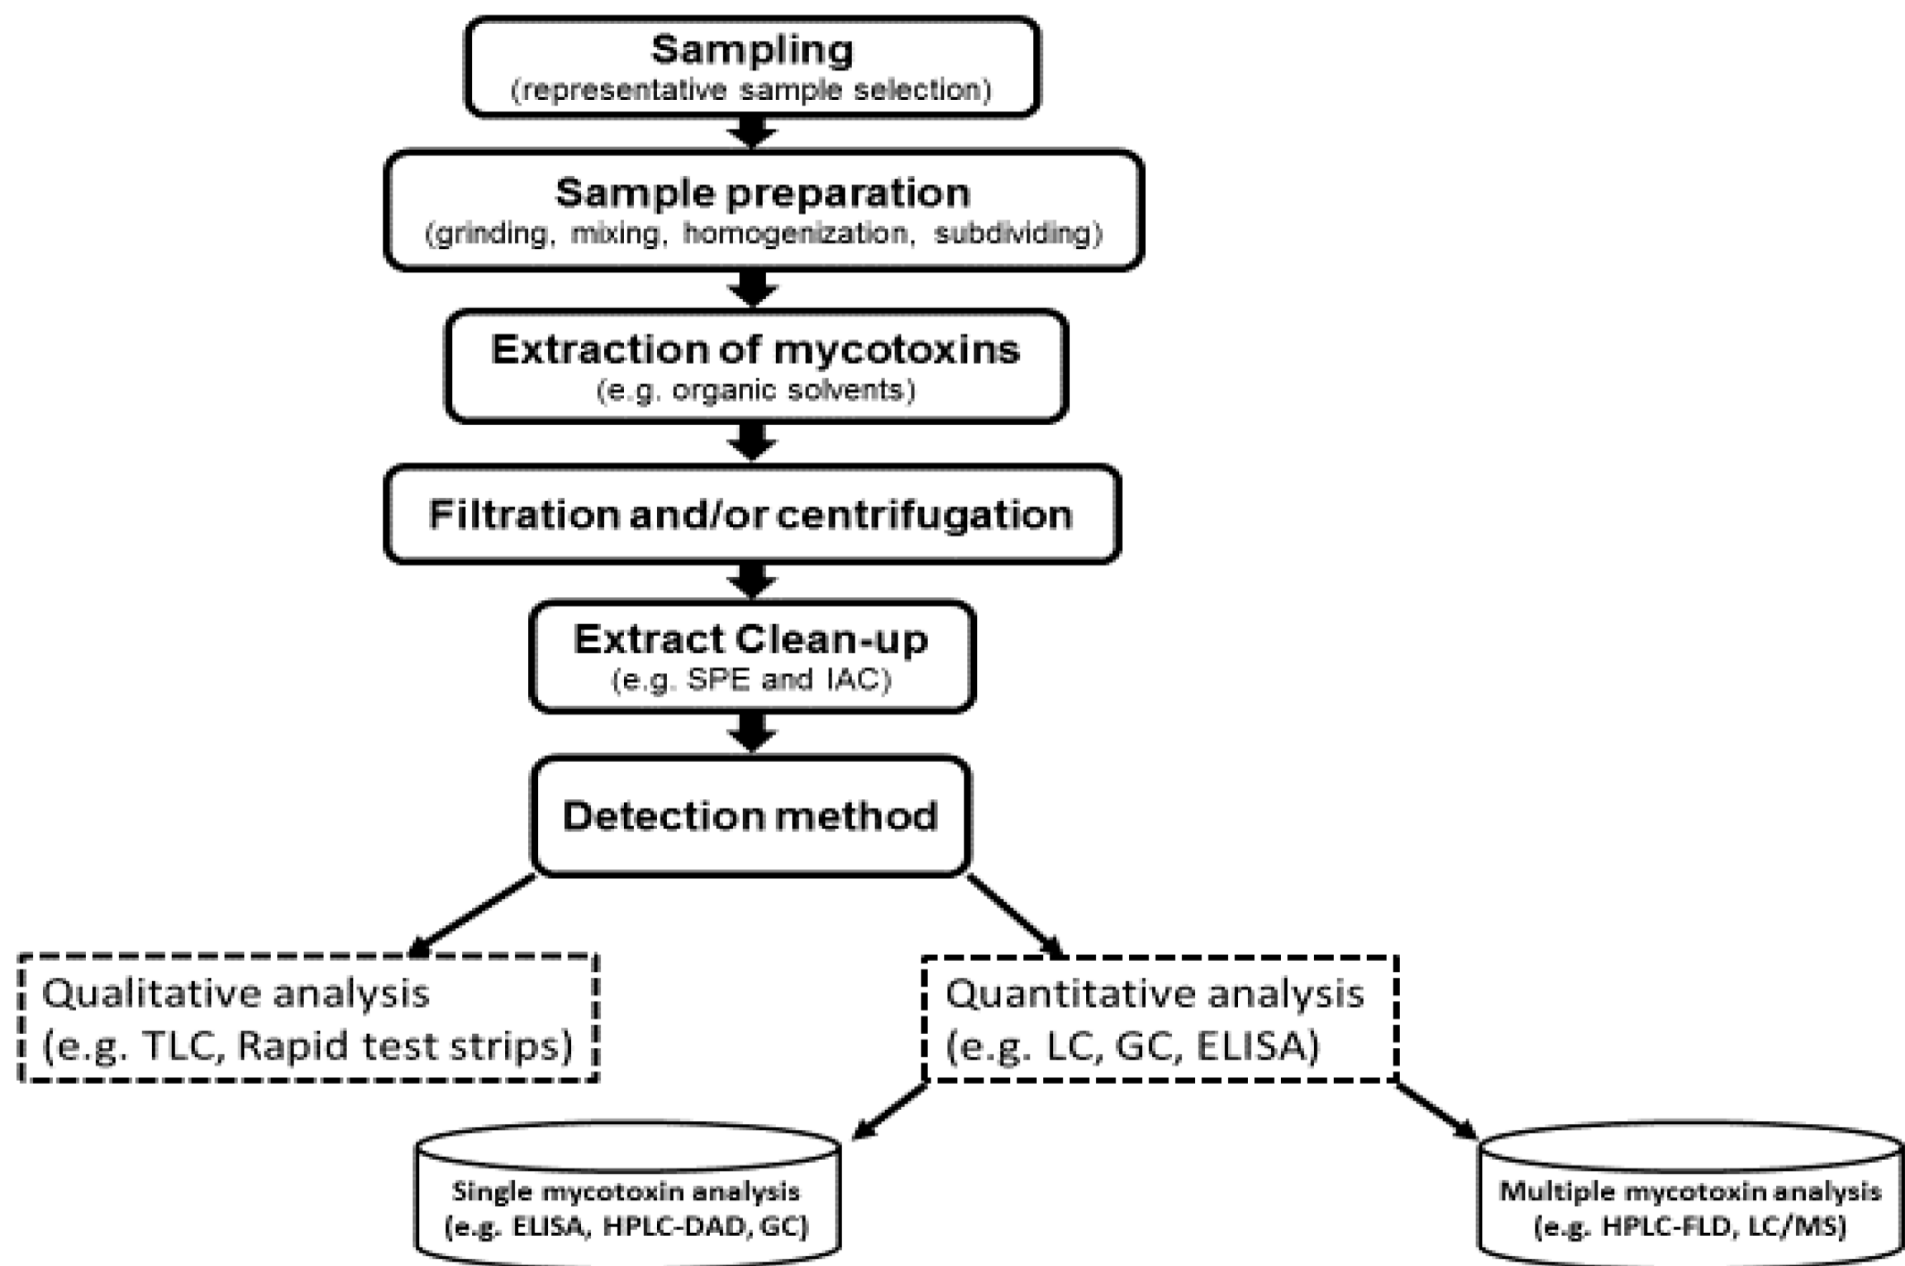 Sampling
(representative sample selection)
Sample preparation
(grinding, mixing, homogenization, subdividing)
Extraction of mycotoxins
(e.g. organic solvents)
Filtration and/or centrifugation
Extract Clean-up
(e.g. SPE and IAC)
Detection method
Qualitative analysis
(e.g. TLC, Rapid test strips)
Quantitative analysis
(e.g. LC, GC, ELISA)
Single mycotoxin analysis
(e.g. ELISA, HPLC-DAD, GC)
Multiple mycotoxin analysis
(e.g. HPLC-FLD, LC/MS)